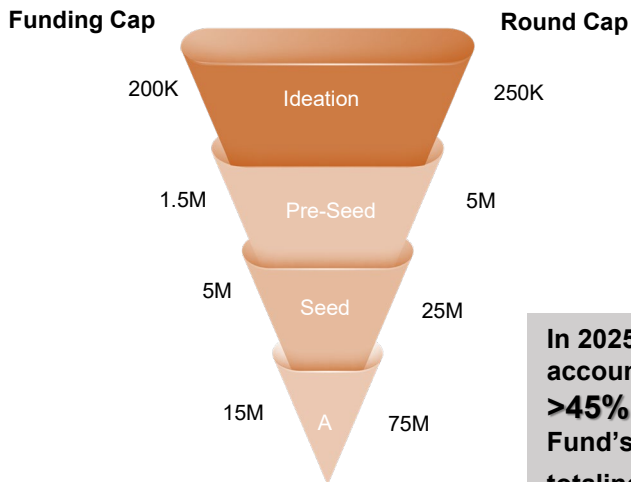 Funding Cap
Round Cap
200K
Ideation
250K
1.5M
Pre-Seed
5M
5M
Seed
25M
15M
A
75M
In 2025
accoun
>45%
Fund's